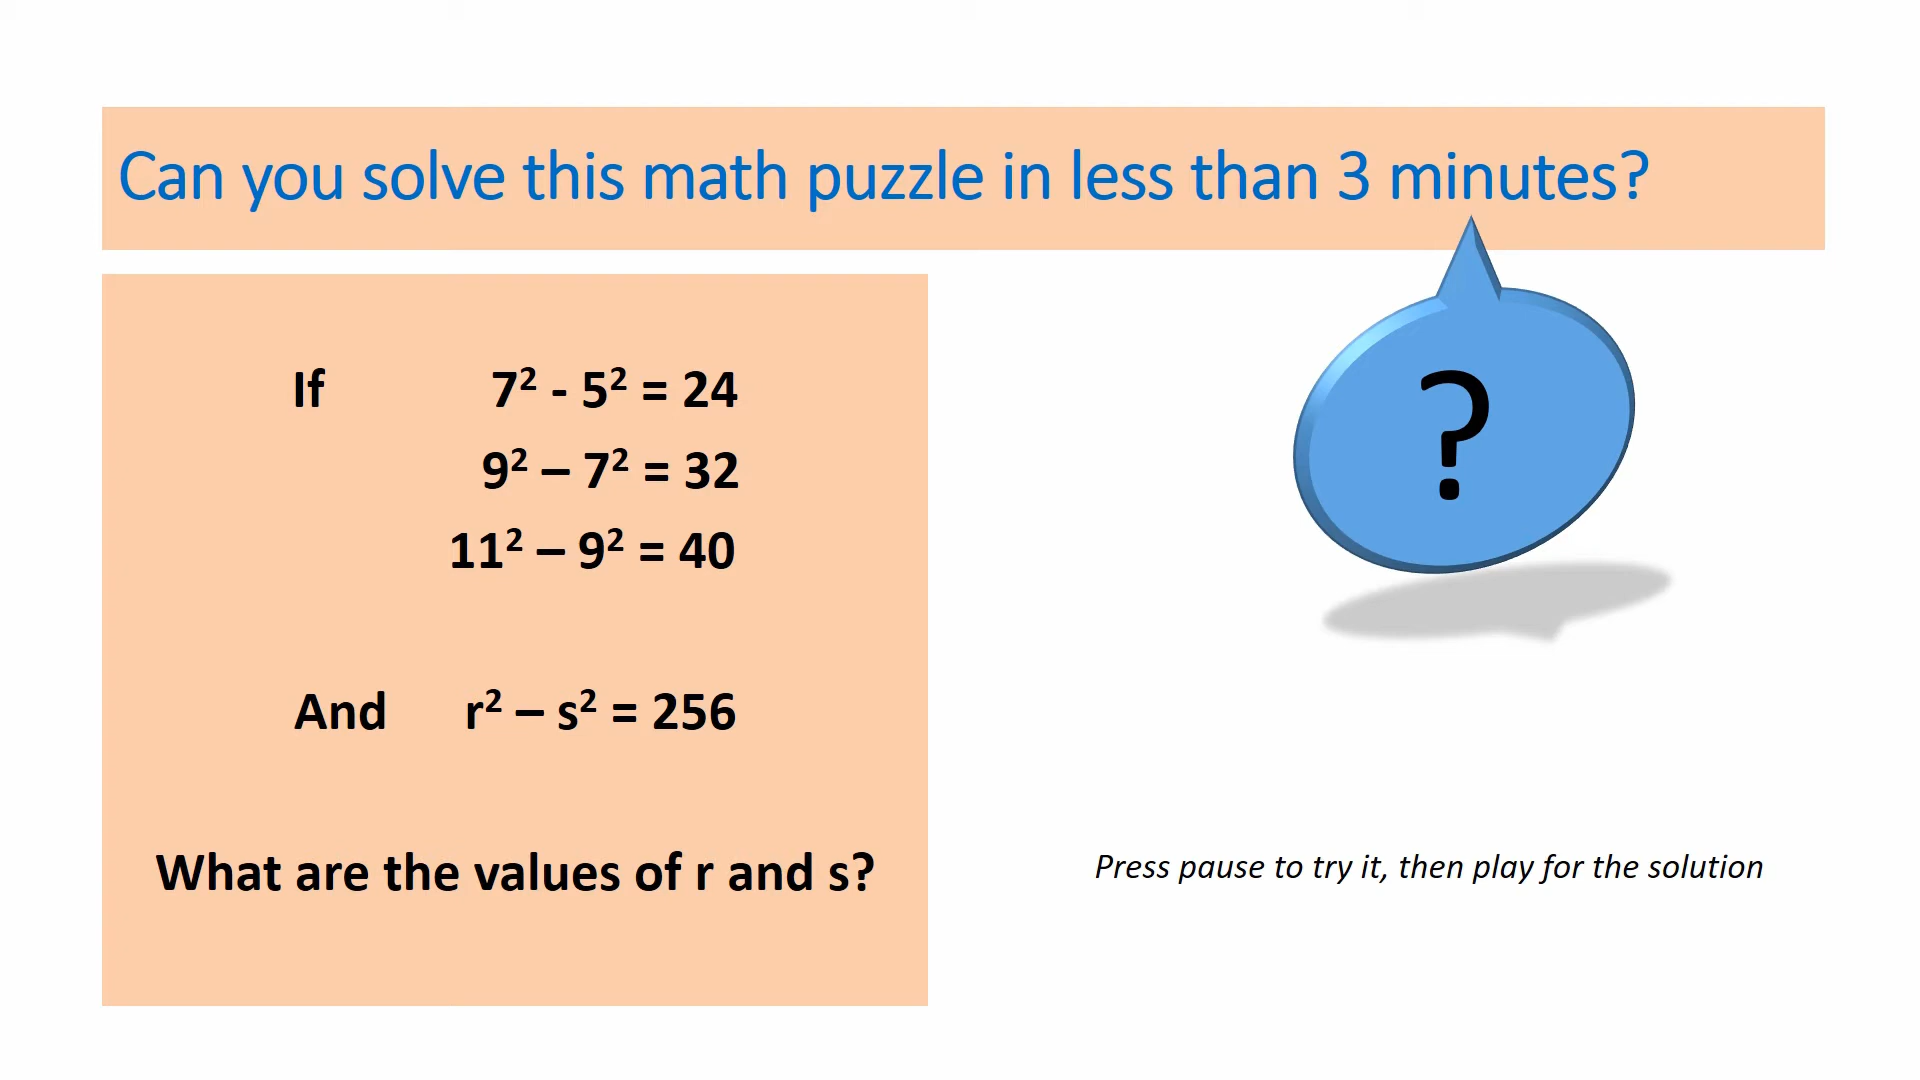 Can you solve this math puzzle in less than 3 minutes?
If 7² - 5² = 24
9² – 7² = 32
11² – 9² = 40
And r² – s² = 256
What are the values of r and s?
?
Press pause to try it, then play for the solution